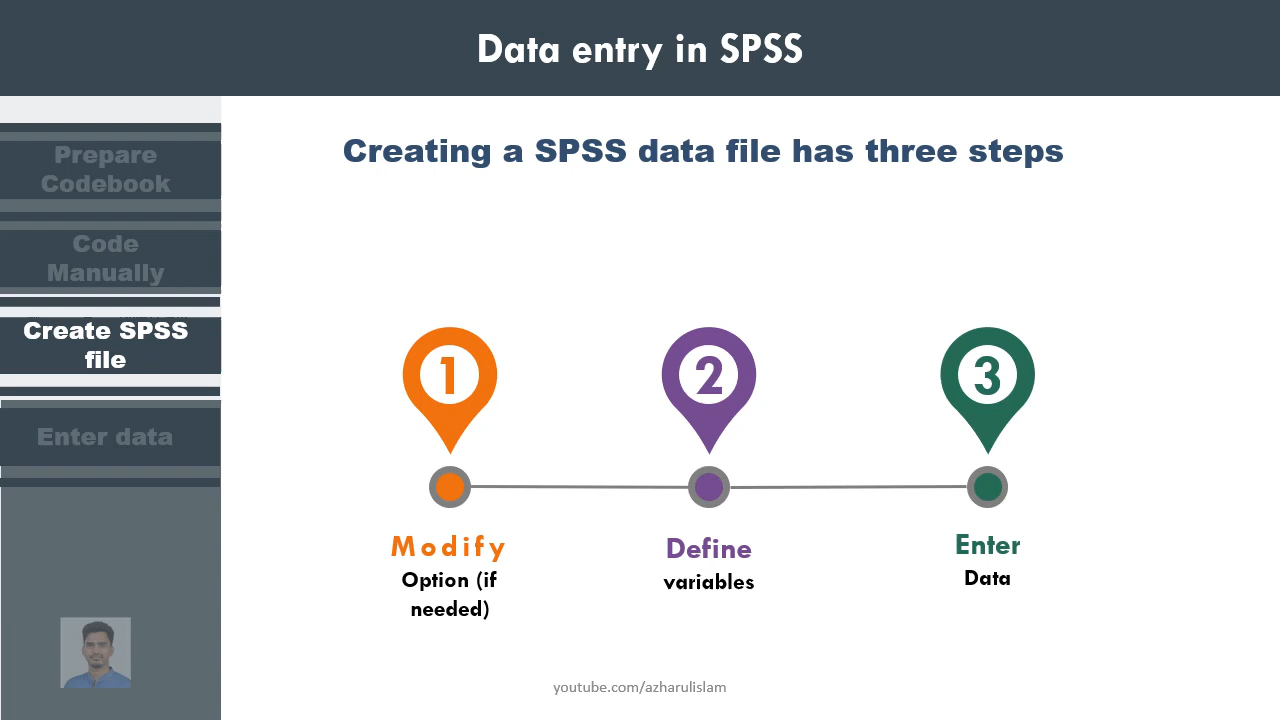 Data entry in SPSS
Prepare
Codebook
Code
Manually
Create SPSS
file
Enter data
Creating a SPSS data file has three steps
1
2
3
Modify
Option (if
needed)
Define
variables
Enter
Data
youtube.com/azharulislam